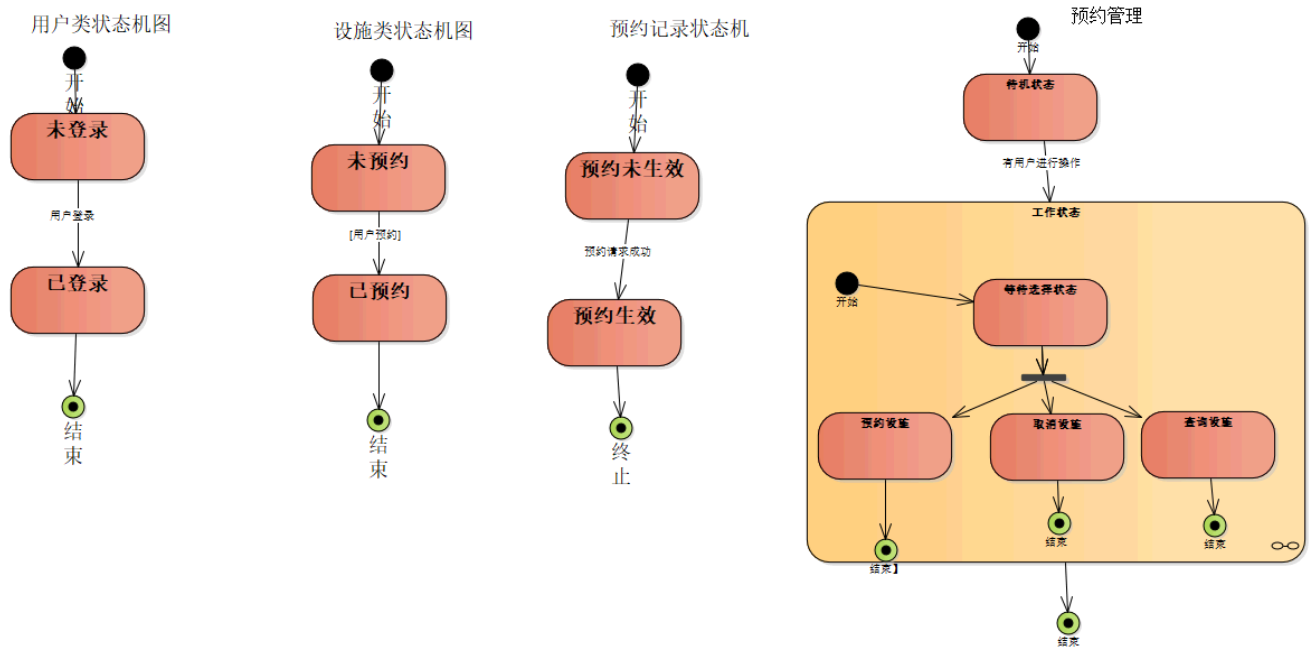 用户类状态机图
开始
未登录
用户登录
已登录
结束
设施类状态机图
开始
未预约
[用户预约]
已预约
结束
预约记录状态机
开始
预约未生效
预约请求成功
预约生效
终止
预约管理
开始
待机状态
有用户进行操作
工作状态
开始
等待选择状态
预约设施
取消设施
查询设施
结束】
结束
结束
结束